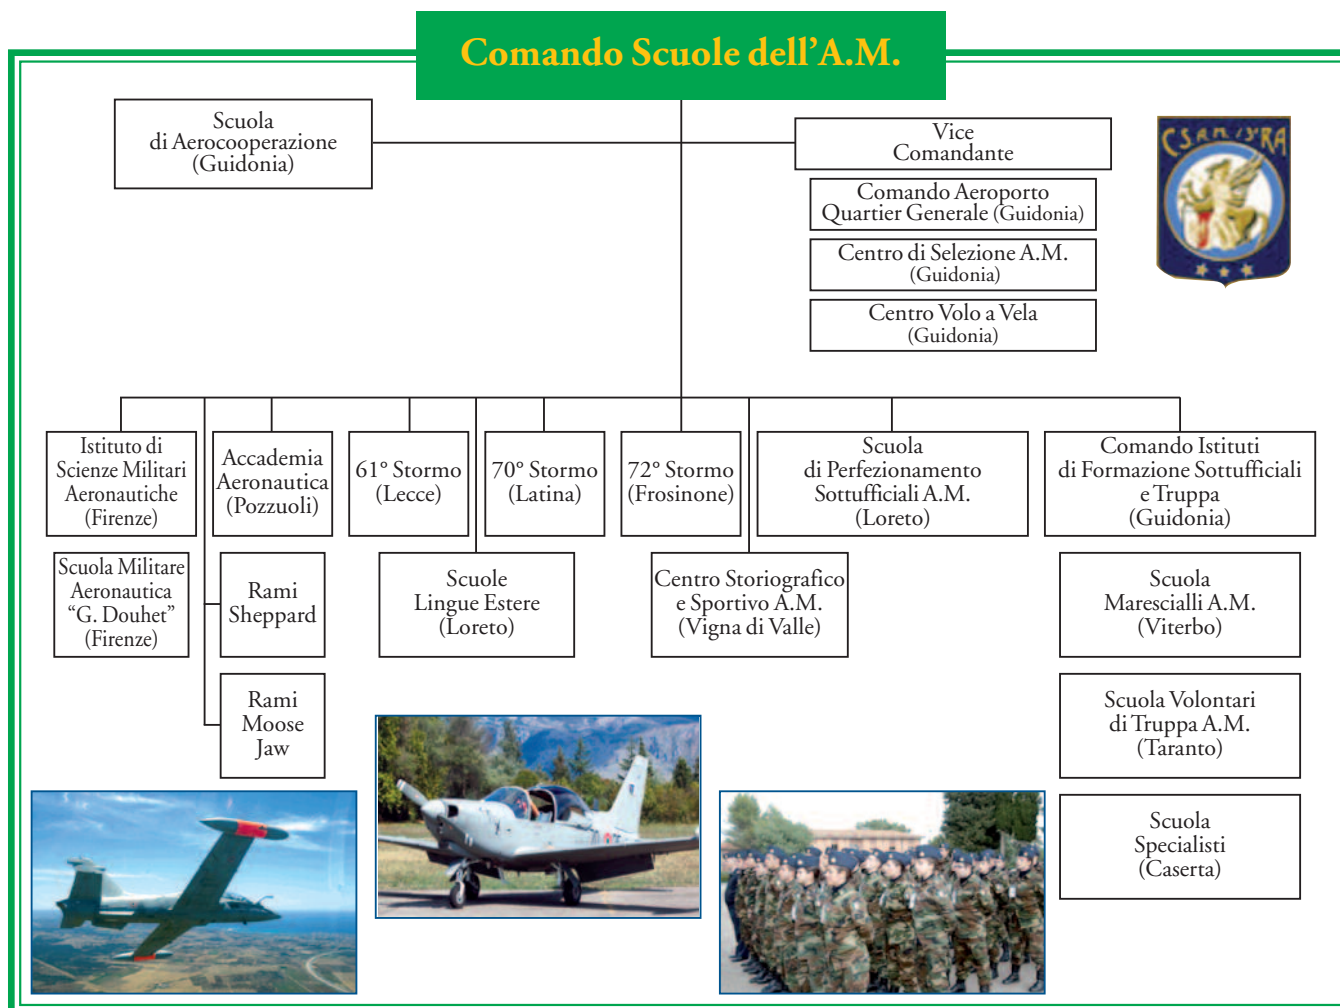 Comando Scuole dell’A.M.
Scuola
di Aerocooperazione
(Guidonia)
Vice
Comandante
Comando Aeroporto
Quartier Generale (Guidonia)
Centro di Selezione A.M.
(Guidonia)
Centro Volo a Vela
(Guidonia)
Istituto di
Scienze Militari
Aeronautiche
(Firenze)
Accademia
Aeronautica
(Pozzuoli)
61° Stormo
(Lecce)
70° Stormo
(Latina)
72° Stormo
(Frosinone)
Scuola
di Perfezionamento
Sottufficiali A.M.
(Loreto)
Comando Istituti
di Formazione Sottufficiali
e Truppa
(Guidonia)
Scuola Militare
Aeronautica
“G. Douhet”
(Firenze)
Rami
Sheppard
Scuole
Lingue Estere
(Loreto)
Centro Storiografico
e Sportivo A.M.
(Vigna di Valle)
Scuola
Marescialli A.M.
(Viterbo)
Rami
Moose
Jaw
Scuola Volontari
di Truppa A.M.
(Taranto)
Scuola
Specialisti
(Caserta)